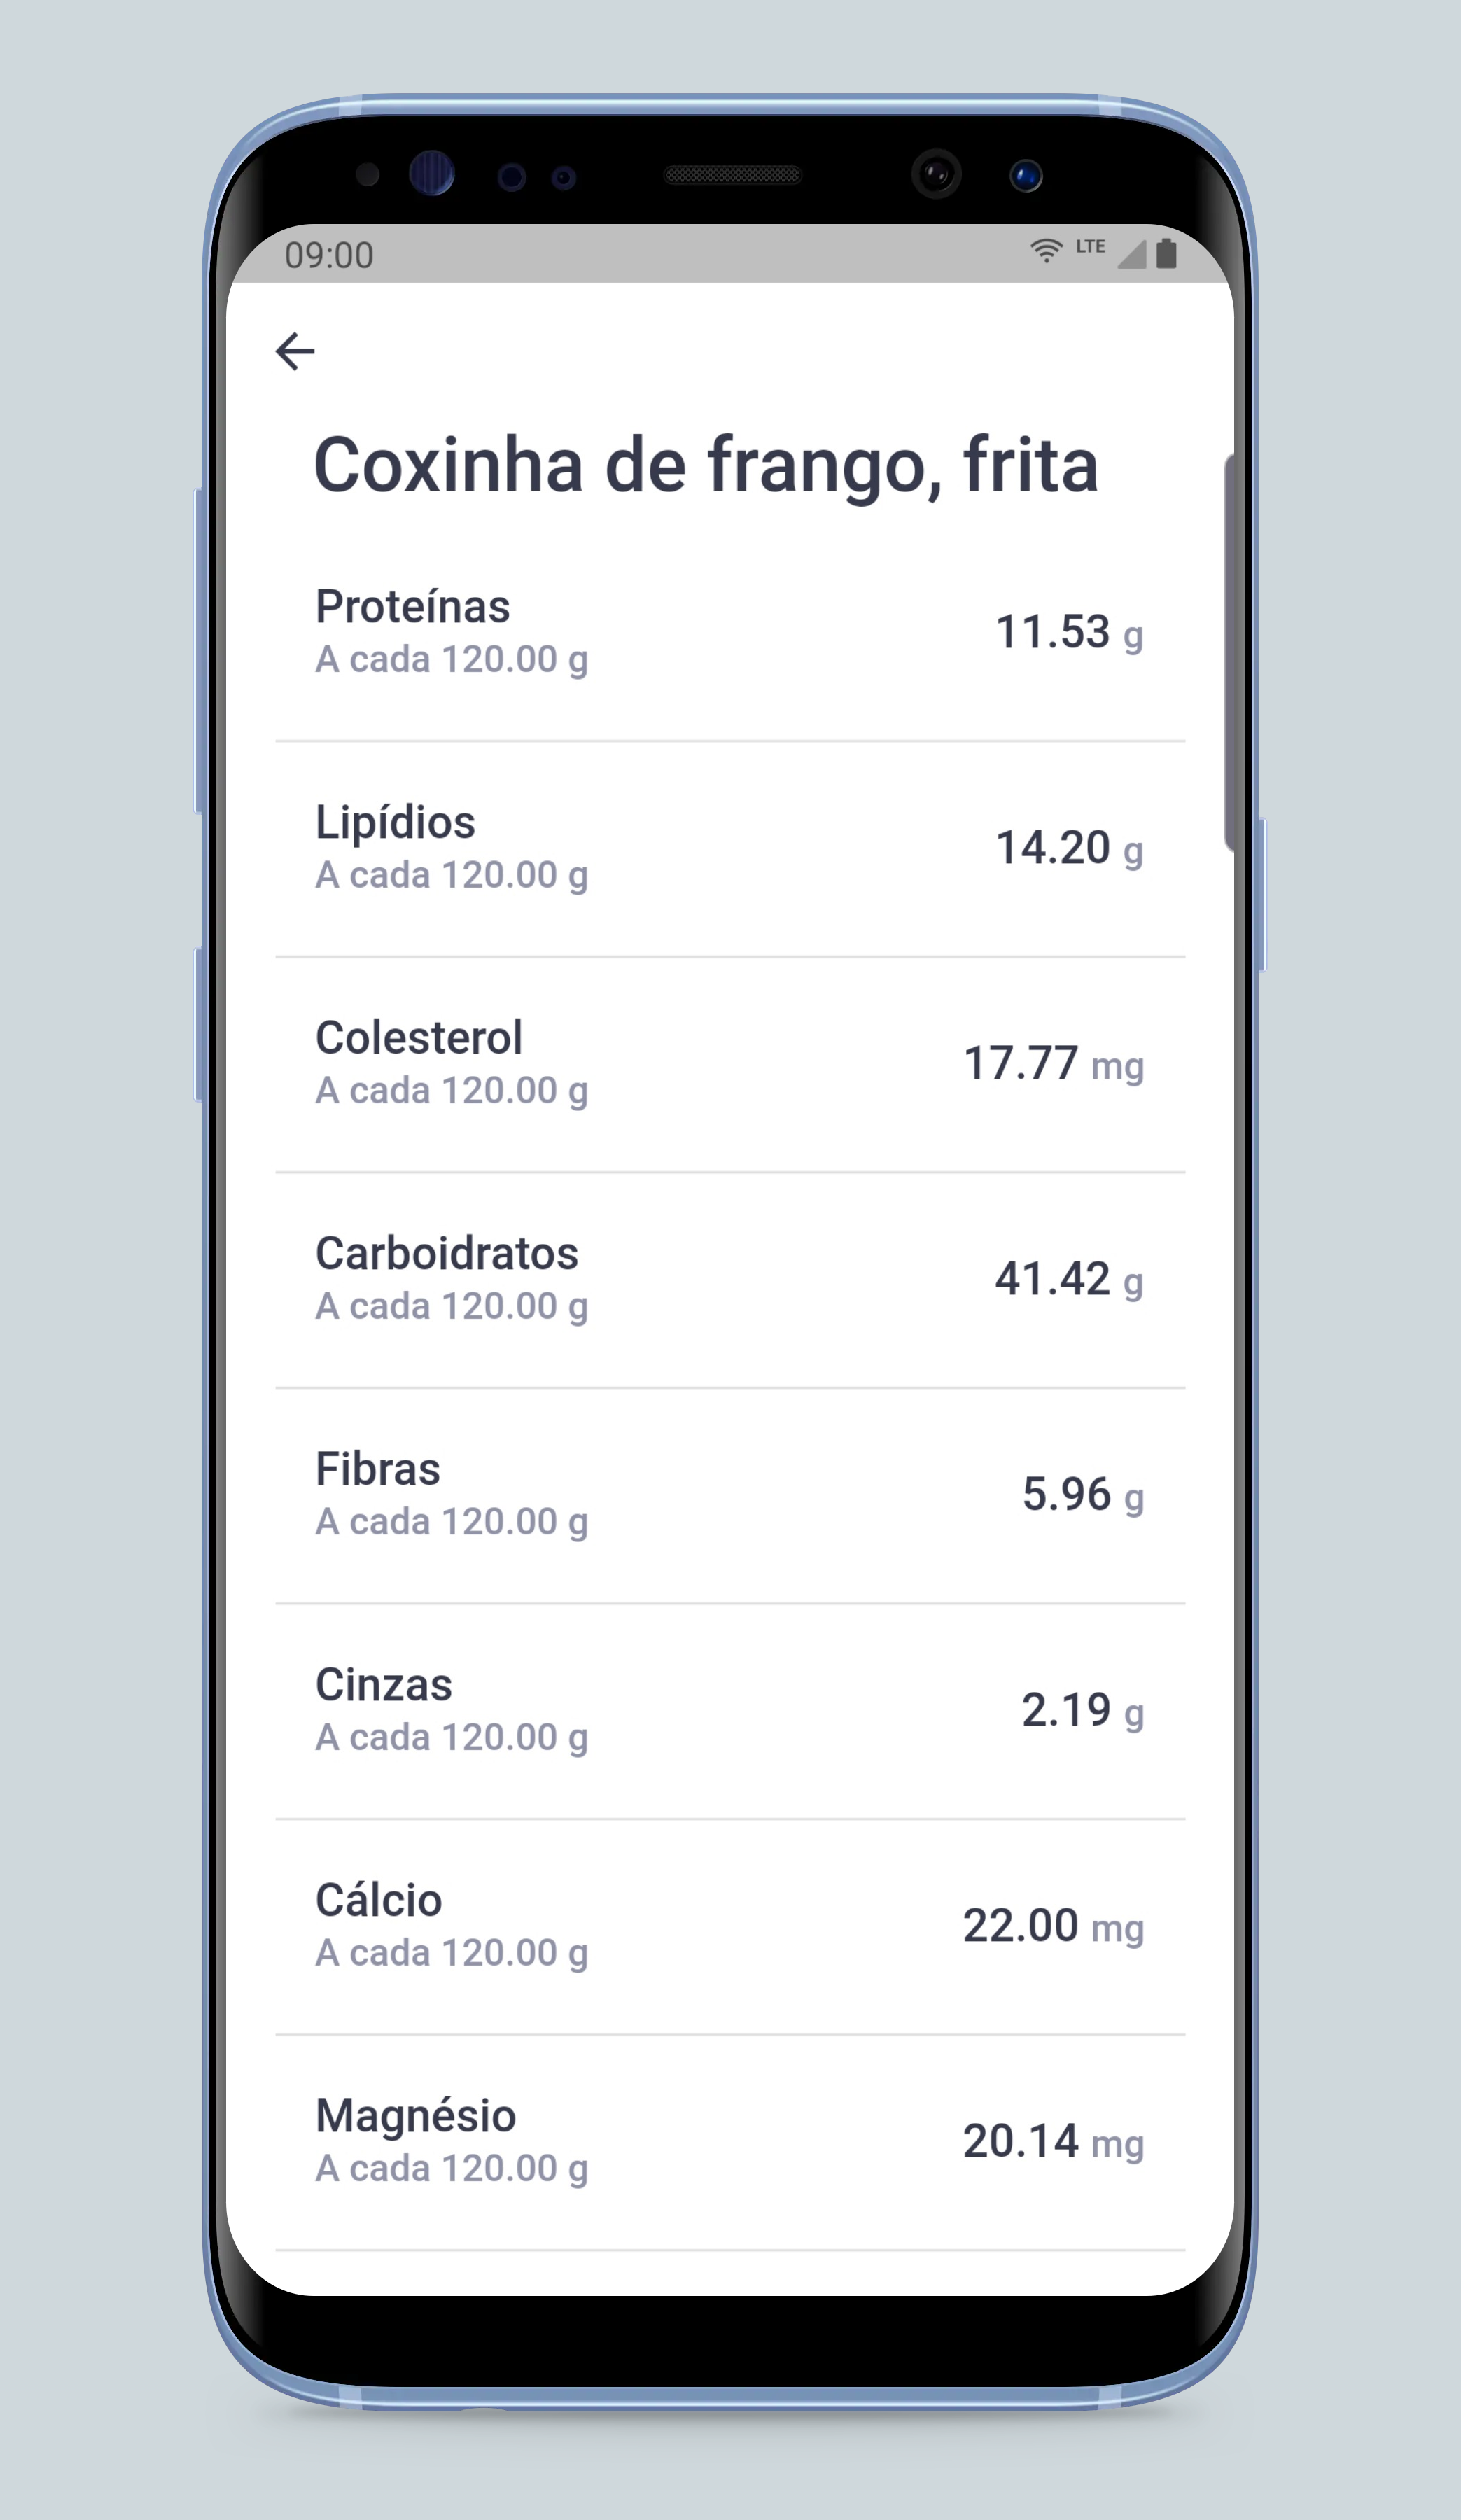 09:00
LTE
Coxinha de frango, frita
Proteínas
11.53 g
A cada 120.00 g
Lipídios
14.20 g
A cada 120.00 g
Colesterol
17.77 mg
A cada 120.00 g
Carboidratos
41.42 g
A cada 120.00 g
Fibras
5.96 g
A cada 120.00 g
Cinzas
2.19 g
A cada 120.00 g
Cálcio
22.00 mg
A cada 120.00 g
Magnésio
20.14 mg
A cada 120.00 g